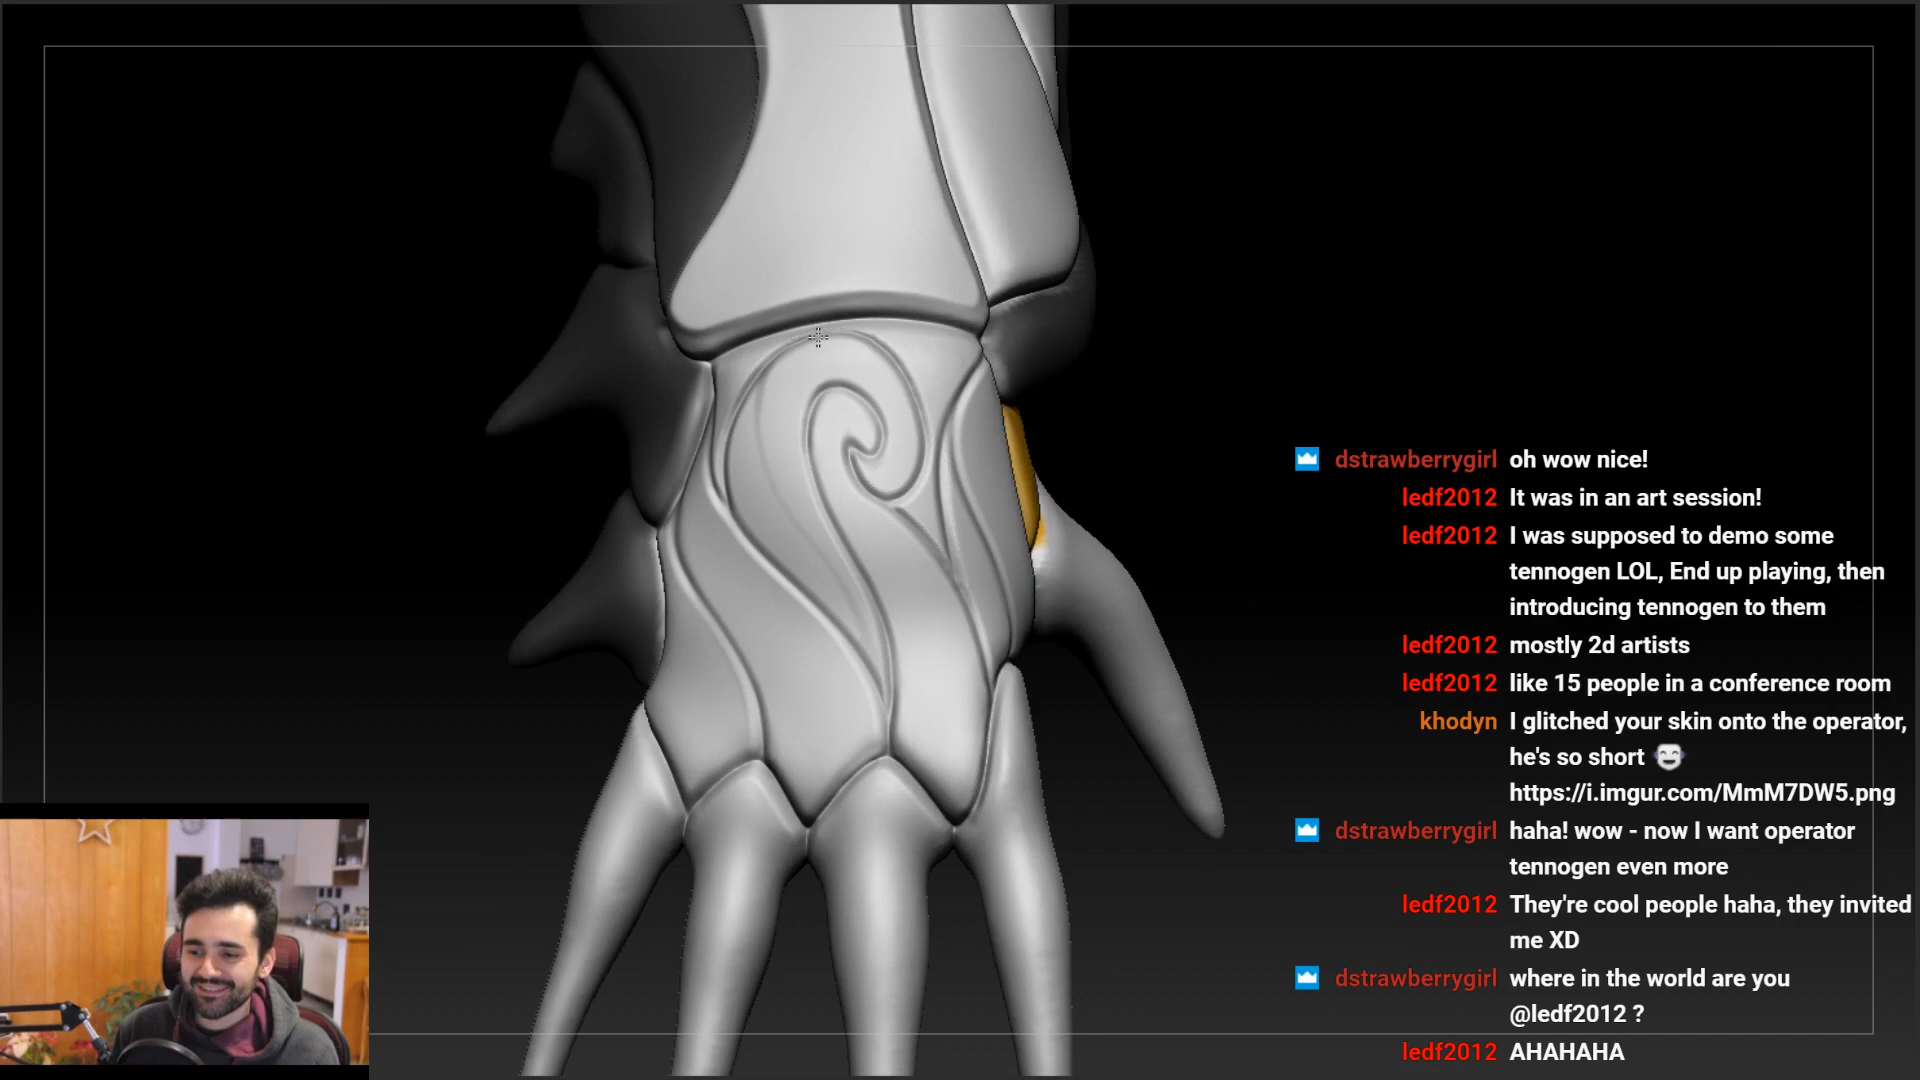 dstrawberrygirl oh wow nice!
ledf2012 It was in an art session!
ledf2012 I was supposed to demo some
tennogen LOL, End up playing, then
introducing tennogen to them
ledf2012 mostly 2d artists
ledf2012 like 15 people in a conference room
khodyn I glitched your skin onto the operator,
he's so short
https://i.imgur.com/MmM7DW5.png
dstrawberrygirl haha! wow - now I want operator
tennogen even more
ledf2012 They're cool people haha, they invited
me XD
dstrawberrygirl where in the world are you
@ledf2012 ?
ledf2012 AHAHAHA